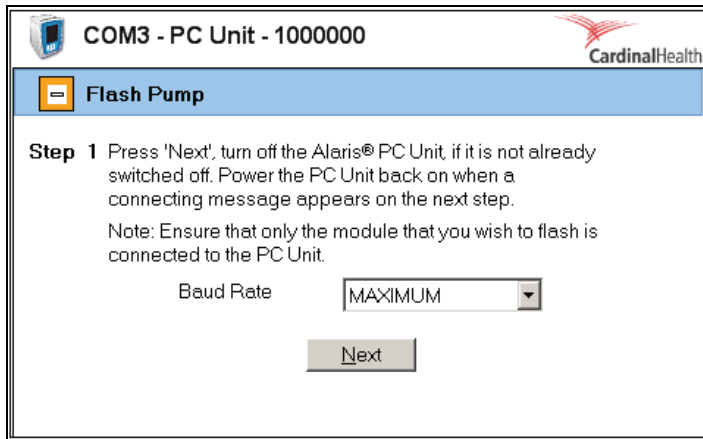 COM3 - PC Unit - 1000000
CardinalHealth
Flash Pump
Step 1 Press 'Next', turn off the Alaris® PC Unit, if it is not already
switched off. Power the PC Unit back on when a
connecting message appears on the next step.
Note: Ensure that only the module that you wish to flash is
connected to the PC Unit.
Baud Rate MAXIMUM
Next